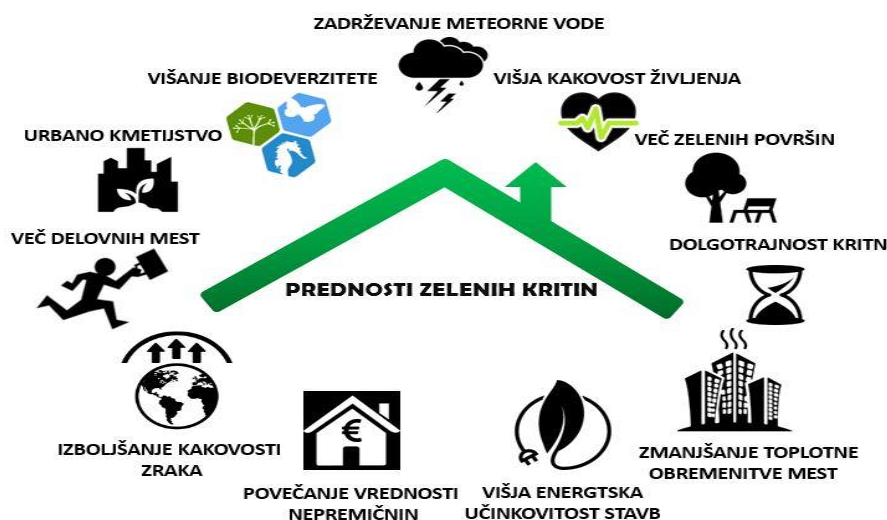 ZADRŽEVANJE METEORNE VODE
VIŠANJE BIODEVERZITETE
VIŠJA KAKOVOST ŽIVLJENJA
URBANO KMETIJSTVO
VEČ ZELENIH POVRŠIN
VEČ DELOVNIH MEST
DOLGOTRAJNOST KRITN
PREDNOSTI ZELENIH KRITIN
€
IZBOLJŠANJE KAKOVOSTI
ZRAKA
POVEČANJE VREDNOSTI
NEPREMIČNIN
VIŠJA ENERGTSKA
UČINKOVITOST STAVB
ZMANJŠANJE TOPLOTNE
OBREMENITVE MEST